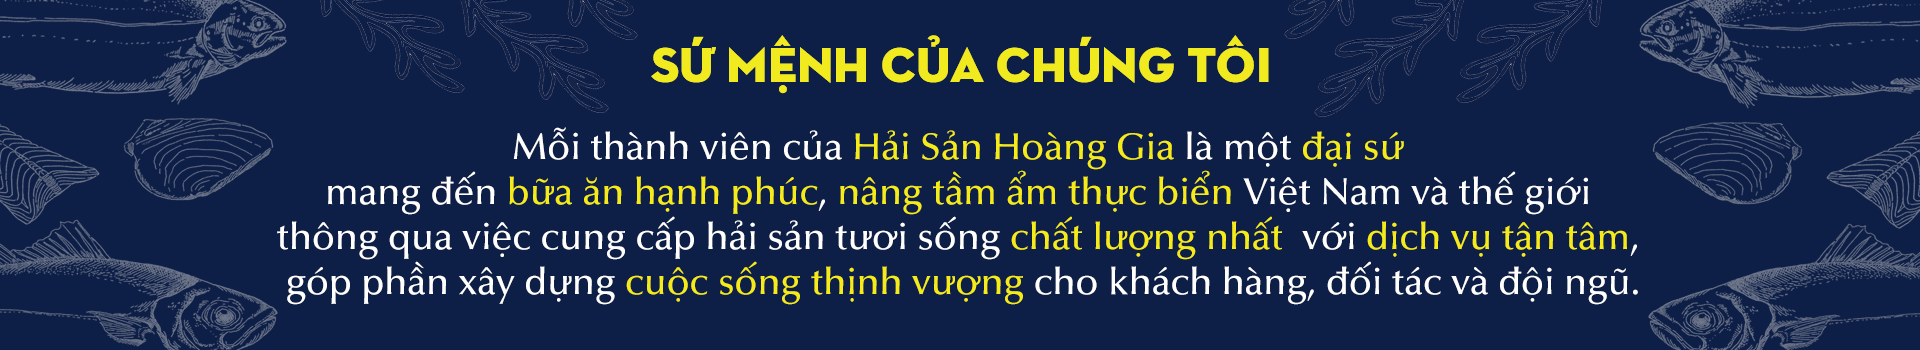 SỨ MỆNH CỦA CHÚNG TÔI
Mỗi thành viên của Hải Sản Hoàng Gia là một đại sứ
mang đến bữa ăn hạnh phúc, nâng tầm ẩm thực biển Việt Nam và thế giới
thông qua việc cung cấp hải sản tươi sống chất lượng nhất với dịch vụ tận tâm,
góp phần xây dựng cuộc sống thịnh vượng cho khách hàng, đối tác và đội ngũ.